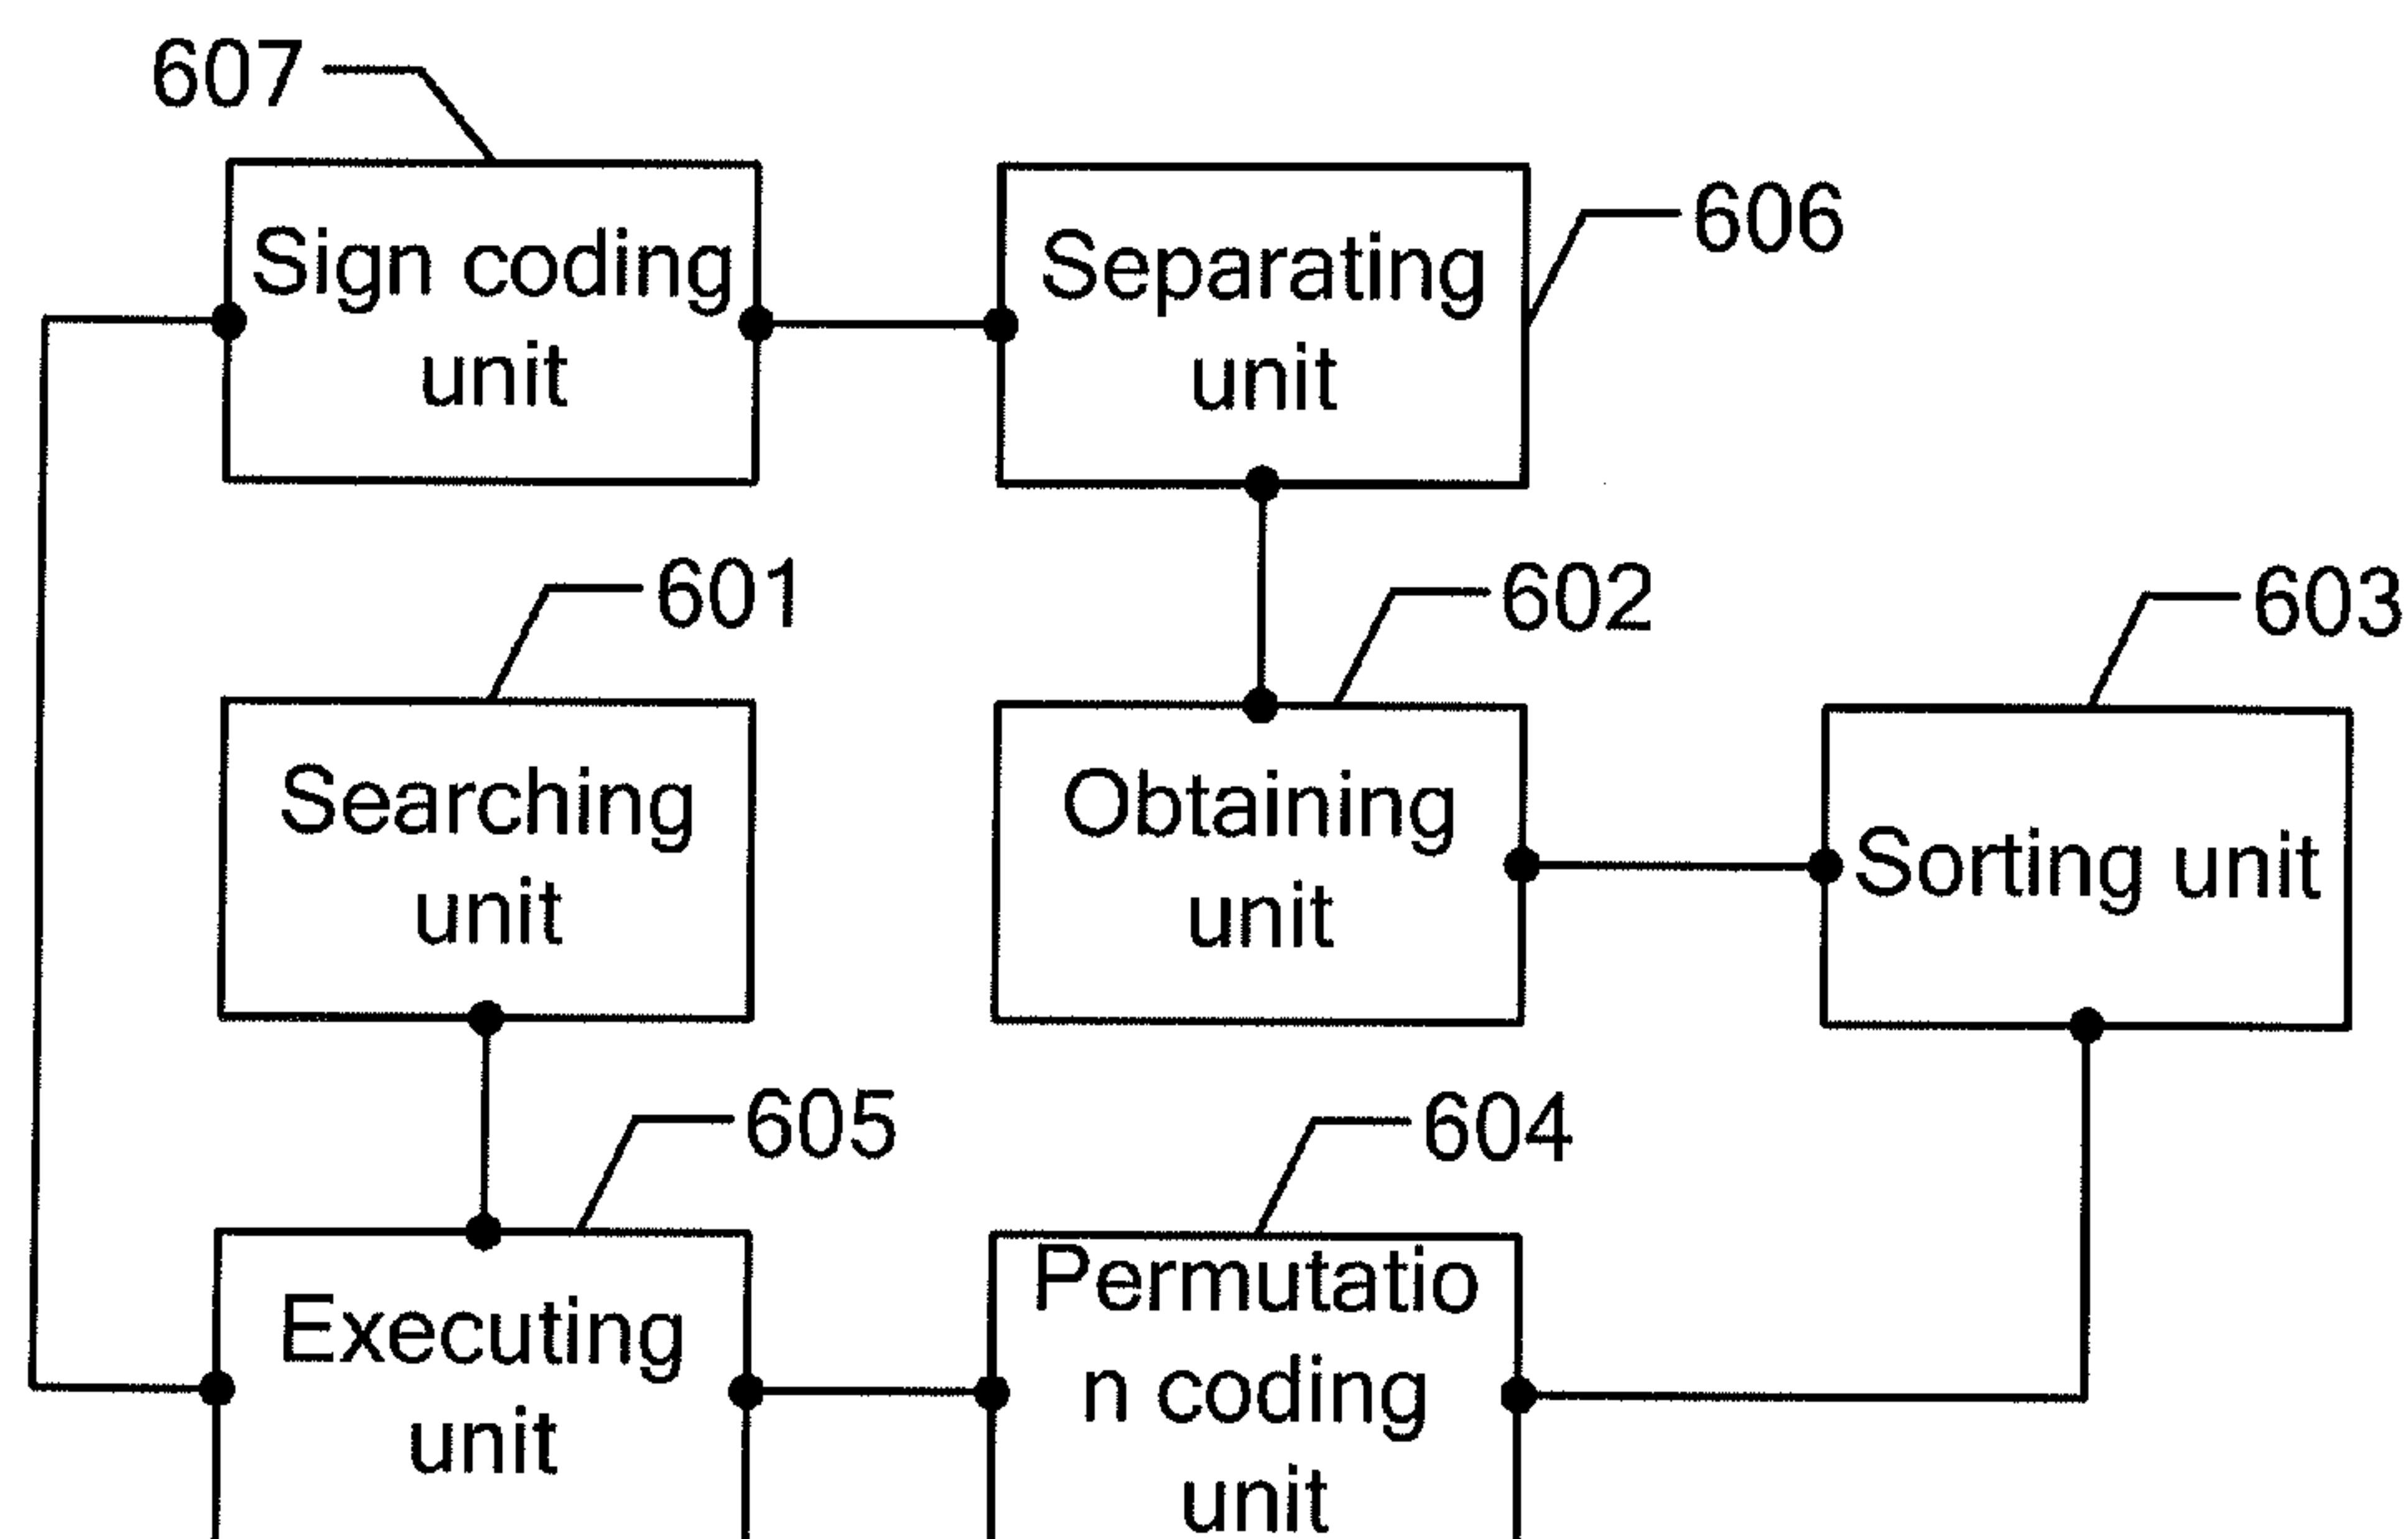 607
Sign coding
unit
Separating
unit
606
601
602
603
Searching
unit
Obtaining
unit
Sorting unit
605
604
Executing
unit
Permutatio
n coding
unit